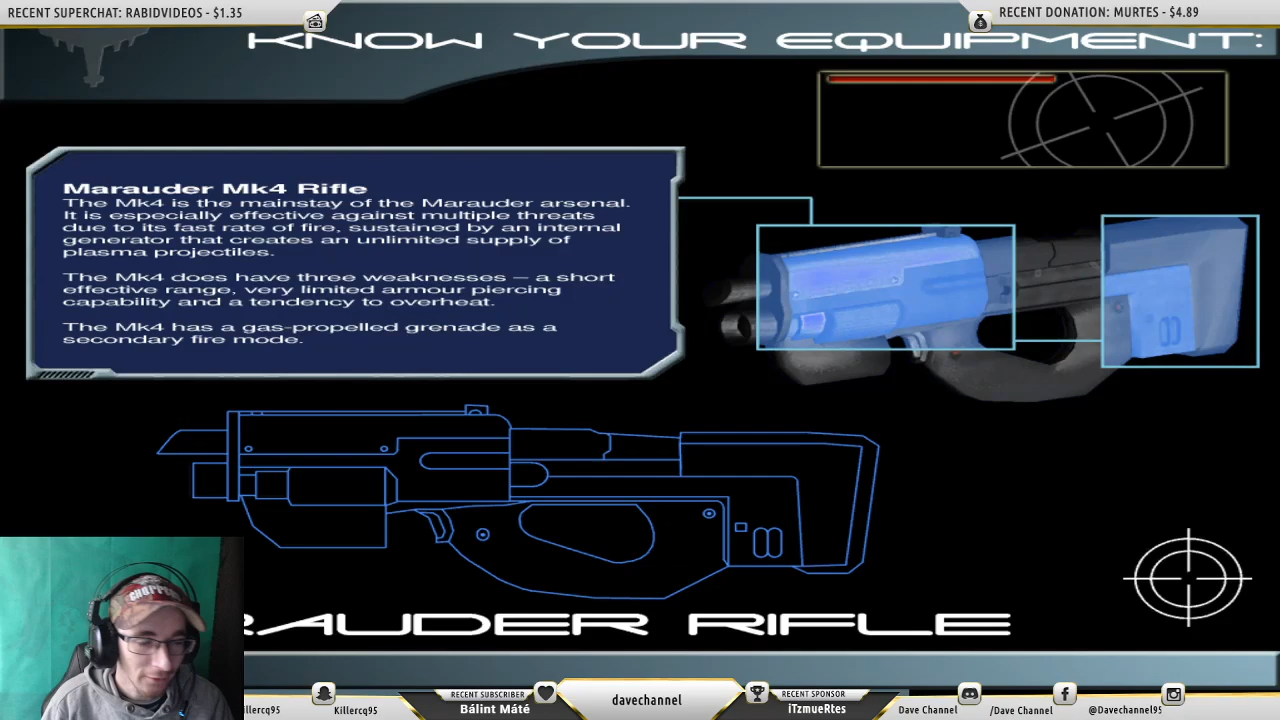 RECENT SUPERCHAT: RABIDVIDEOS - $1.35
RECENT DONATION: MURTES - $4.89
KNOW YOUR EQUIPMENT:
Marauder Mk4 Rifle
The Mk4 is the mainstay of the Marauder arsenal.
It is especially effective against multiple threats
due to its fast rate of fire, sustained by an internal
generator that creates an unlimited supply of
plasma projectiles.
The Mk4 does have three weaknesses – a short
effective range, very limited armour piercing
capability and a tendency to overheat.
The Mk4 has a gas-propelled grenade as a
secondary fire mode.
RAUDER RIFLE
illercq95
Killercq95
RECENT SUBSCRIBER
Bálint Máté
davechannel
RECENT SPONSOR
iTzmueRtes
Dave Channel
/Dave Channel
@Davechannel95